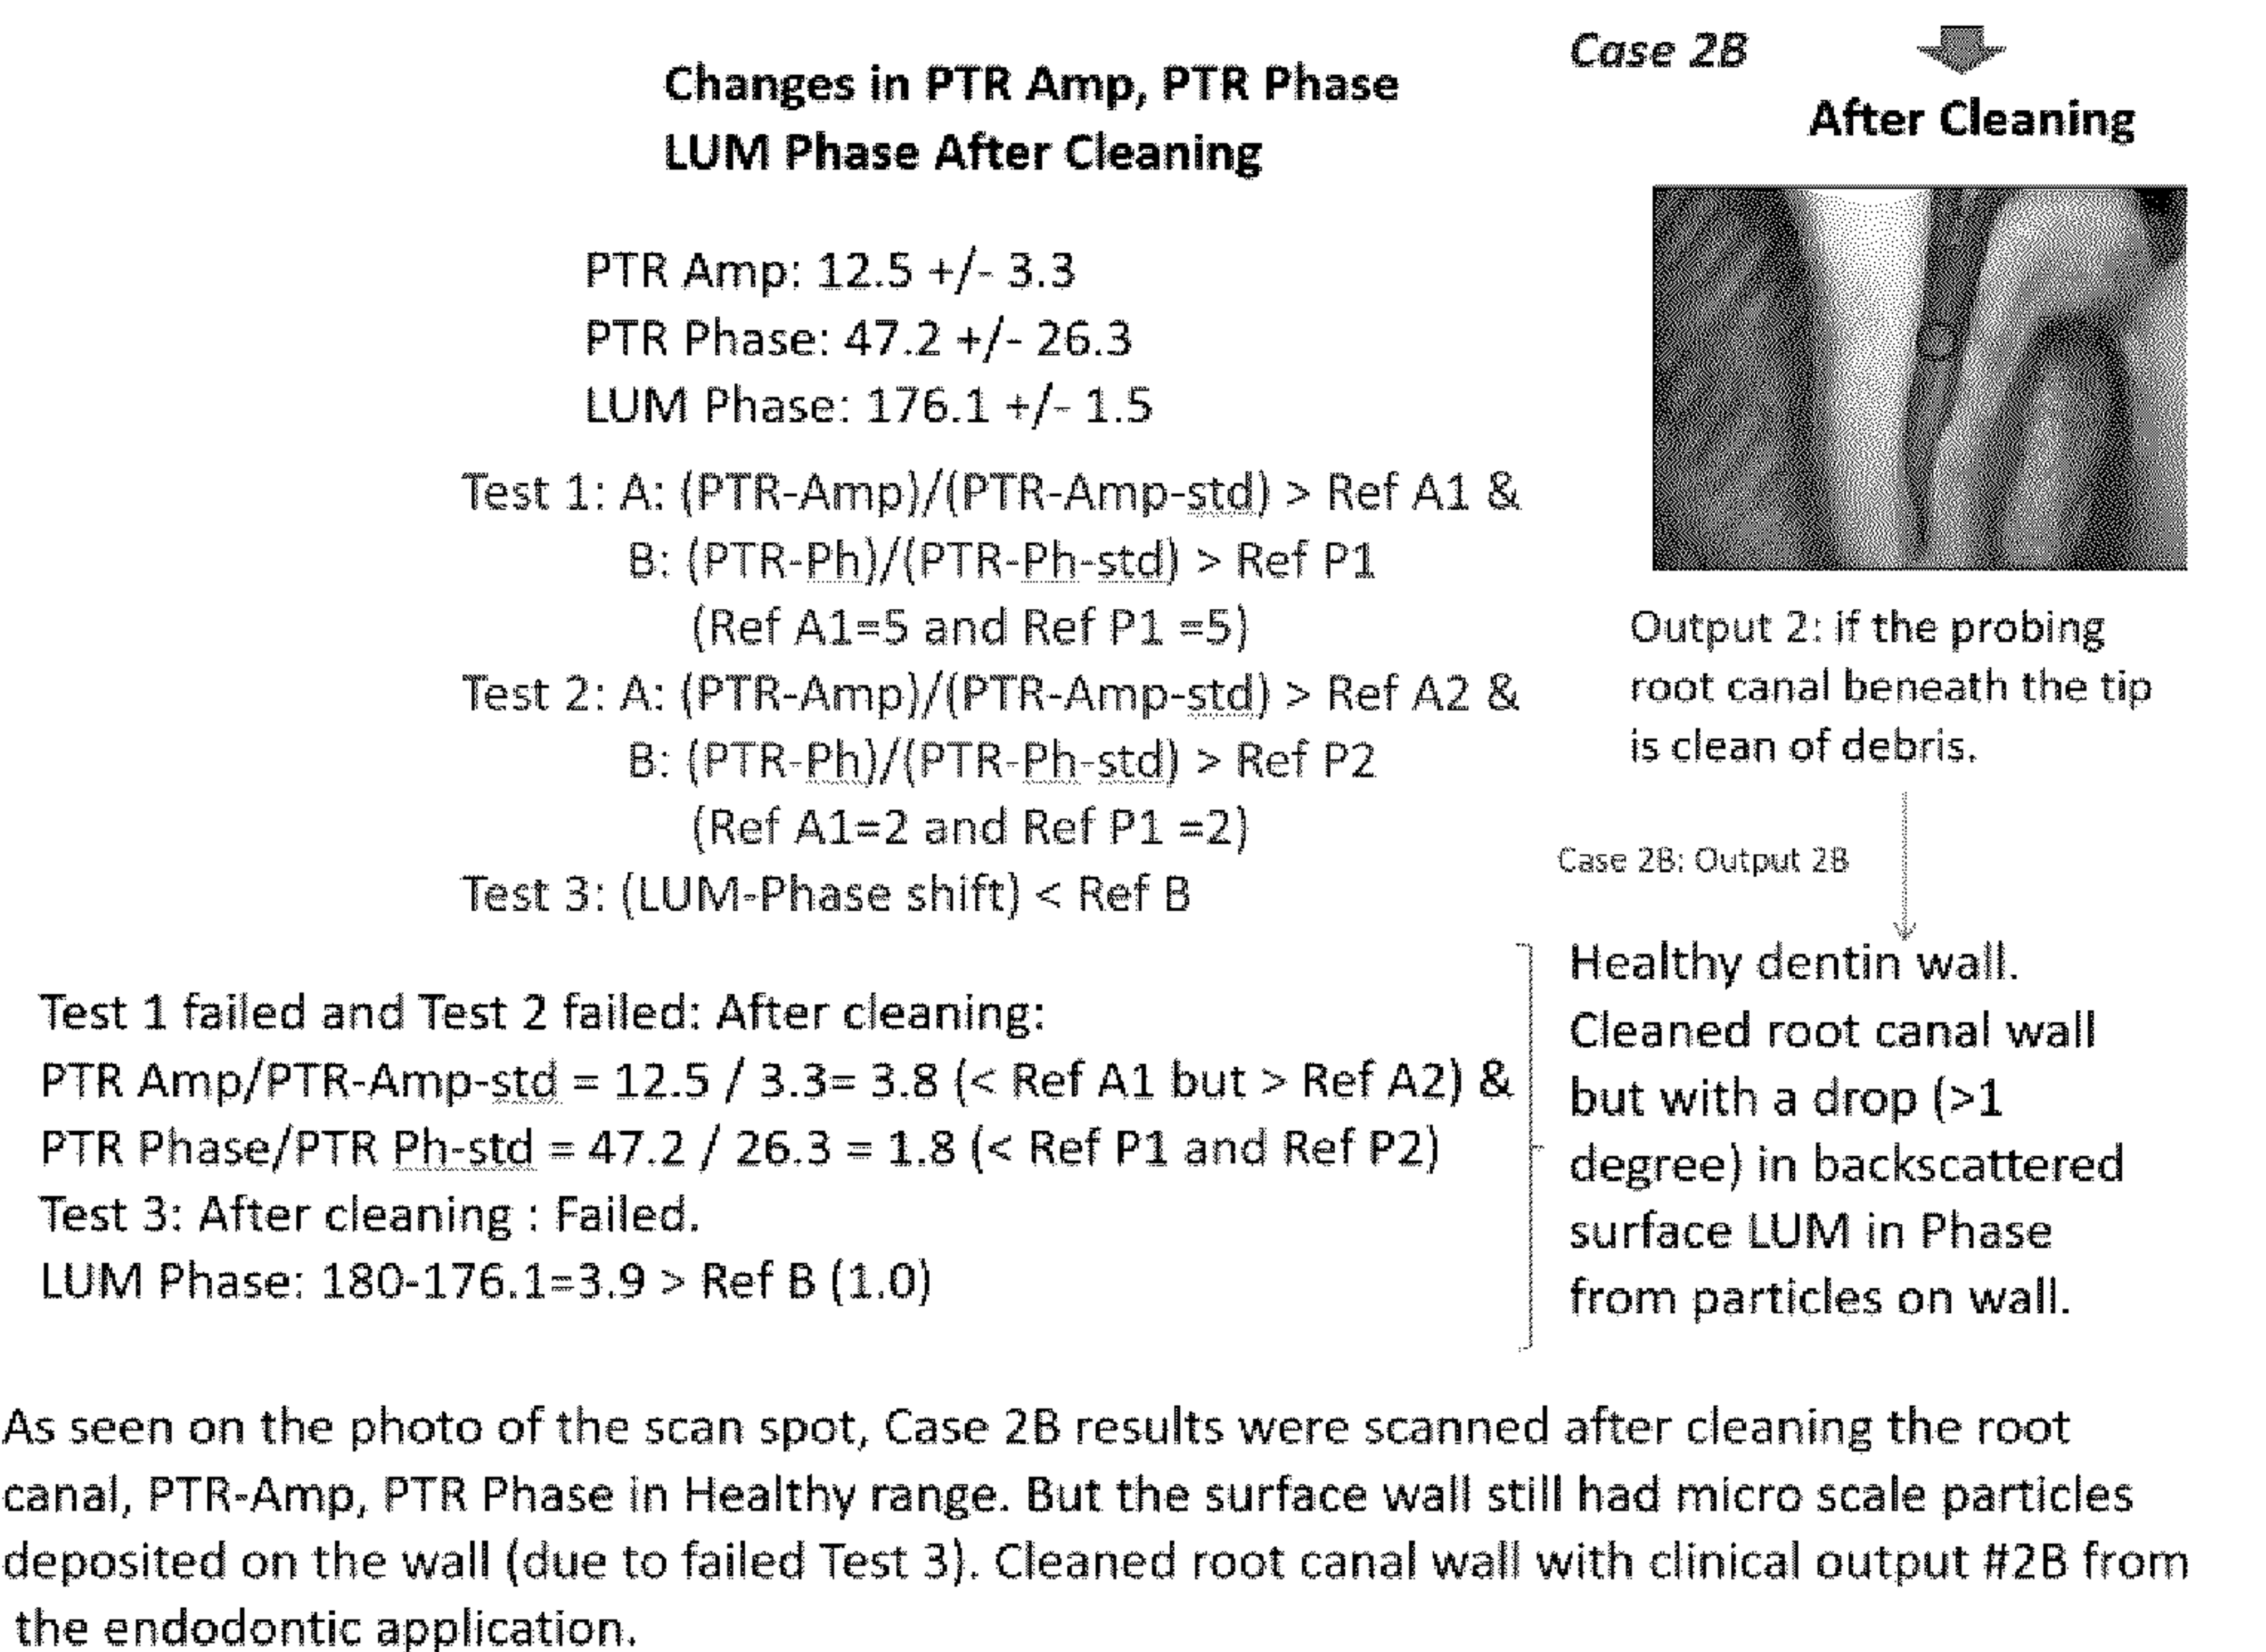 Changes in PTR Amp, PTR Phase
LUM Phase After Cleaning
Case 2B
After Cleaning
PTR Amp: 12.5 +/- 3.3
PTR Phase: 47.2 +/- 26.3
LUM Phase: 176.1 +/- 1.5
Test 1: A: (PTR-Amp)/(PTR-Amp-std) > Ref A1 &
B: (PTR-Ph)/(PTR-Ph-std) > Ref P1
(Ref A1=5 and Ref P1 =5)
Test 2: A: (PTR-Amp)/(PTR-Amp-std) > Ref A2 &
B: (PTR-Ph)/(PTR-Ph-std) > Ref P2
(Ref A1=2 and Ref P1 =2)
Test 3: (LUM-Phase shift) < Ref B
Output 2: if the probing
root canal beneath the tip
is clean of debris.
Case 2B: Output 2B
Test 1 failed and Test 2 failed: After cleaning:
PTR Amp/PTR-Amp-std = 12.5 / 3.3= 3.8 (< Ref A1 but > Ref A2) &
PTR Phase/PTR Ph-std = 47.2 / 26.3 = 1.8 (< Ref P1 and Ref P2)
Test 3: After cleaning : Failed.
LUM Phase: 180-176.1=3.9 > Ref B (1.0)
Healthy dentin wall.
Cleaned root canal wall
but with a drop (>1
degree) in backscattered
surface LUM in Phase
from particles on wall.
As seen on the photo of the scan spot, Case 2B results were scanned after cleaning the root
canal, PTR-Amp, PTR Phase in Healthy range. But the surface wall still had micro scale particles
deposited on the wall (due to failed Test 3). Cleaned root canal wall with clinical output #2B from
the endodontic application.